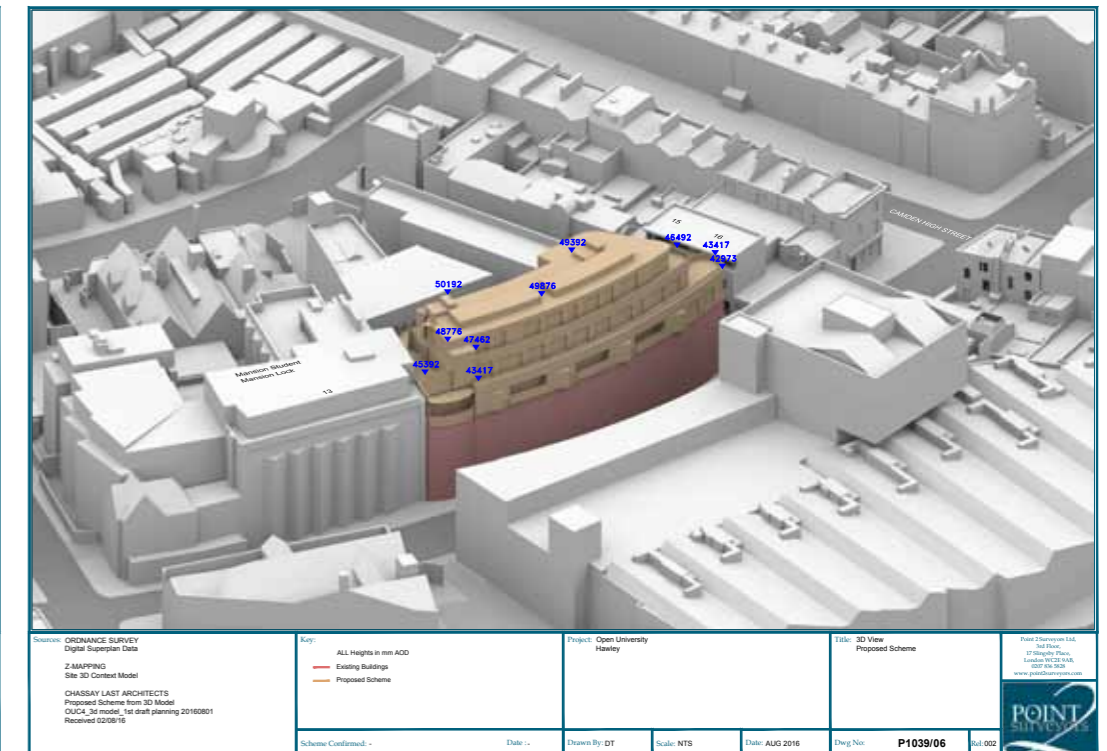 CAMDEN HIGH STREET
15
16
49392
46492
43417
42973
50192
49876
48776
47462
45392
43417
Mansion Student
Mansion Lock
13
Sources: ORDNANCE SURVEY
Digital Superplan Data
Z-MAPPING
Site 3D Context Model
CHASSAY LAST ARCHITECTS
Proposed Scheme from 3D Model
OUC4_3d model_1st draft planning 20160801
Received 02/08/16
Key:
ALL Heights in mm AOD
Existing Buildings
Proposed Scheme
Scheme Confirmed: - Date : -
Project: Open University
Hawley
Drawn By: DT
Scale: NTS
Date: AUG 2016
Title: 3D View
Proposed Scheme
Dwg No: P1039/06
Rel: 002
Point 2 Surveyors Ltd,
3rd Floor,
17 Slingsby Place,
London WC2E 9AB,
0207 836 5828
www.point2surveyors.com
POINT 2
surveyors